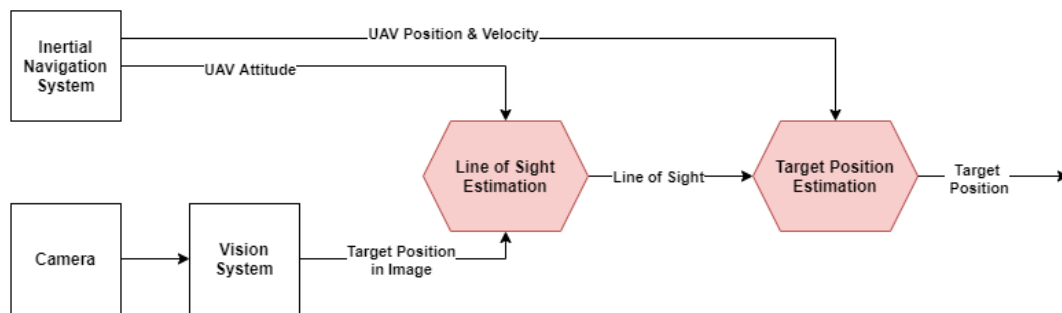 Inertial
Navigation
System
UAV Position & Velocity
UAV Attitude
Line of Sight
Estimation
Line of Sight
Target Position
Estimation
Target
Position
Camera
Vision
System
Target Position
in Image